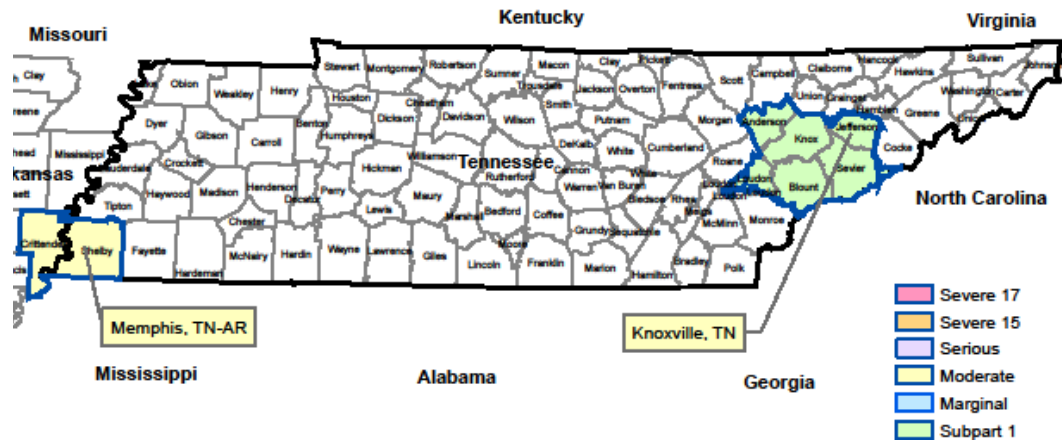 Kentucky
Virginia
Missouri
Clay
Greene
Mississippi
kansas
Crittenden
Obion
Weakley
Henry
Stewart
Montgomery
Robertson
Sumner
Macon
Clay
Pickett
Scott
Campbell
Claiborne
Hancock
Hawkins
Sullivan
Johnson
Trousdale
Jackson
Overton
Fentress
Union
Grainger
Hamblen
Washington
Carter
Greene
Dyer
Gibson
Carroll
Benton
Houston
Humphreys
Dickson
Cheatham
Davidson
Wilson
Smith
Putnam
DeKalb
White
Cumberland
Morgan
Anderson
Knox
Jefferson
Cocke
Sevier
Blount
Roane
Loudon
Lauderdale
Crockett
Haywood
Madison
Henderson
Decatur
Perry
Hickman
Williamson
Tennessee
Rutherford
Cannon
Warren
Van Buren
Bledsoe
Rhea
Meigs
McMinn
Monroe
Tipton
Shelby
Fayette
Hardeman
Chester
McNairy
Hardin
Wayne
Lewis
Lawrence
Maury
Giles
Marshall
Bedford
Lincoln
Moore
Coffee
Franklin
Grundy
Sequatchie
Marion
Hamilton
Bradley
Polk
North Carolina
Memphis, TN-AR
Knoxville, TN
Mississippi
Alabama
Georgia
Severe 17
Severe 15
Serious
Moderate
Marginal
Subpart 1